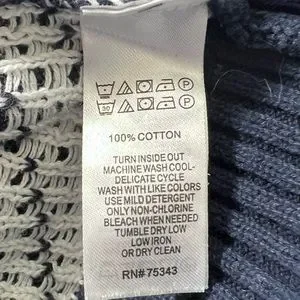 100% COTTON
TURN INSIDE OUT
MACHINE WASH COOL-
DELICATE CYCLE
WASH WITH LIKE COLORS
USE MILD DETERGENT
ONLY NON-CHLORINE
BLEACH WHEN NEEDED
TUMBLE DRY LOW
LOW IRON
OR DRY CLEAN
RN# 75343